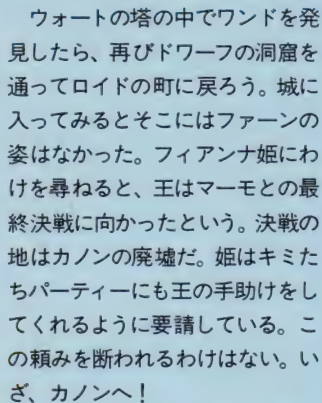 ウォートの塔の中でワンドを発
見したら、再びドワーフの洞窟を
通ってロイドの町に戻ろう。城に
入ってみるとそこにはファーンの
姿はなかった。フィアンナ姫にわ
けを尋ねると、王はマーモとの最
終決戦に向かったという。決戦の
地はカノンの廃墟だ。姫はキミた
ちパーティーにも王の手助けをし
てくれるように要請している。こ
の頼みを断われるわけはない。い
ざ、カノンへ！